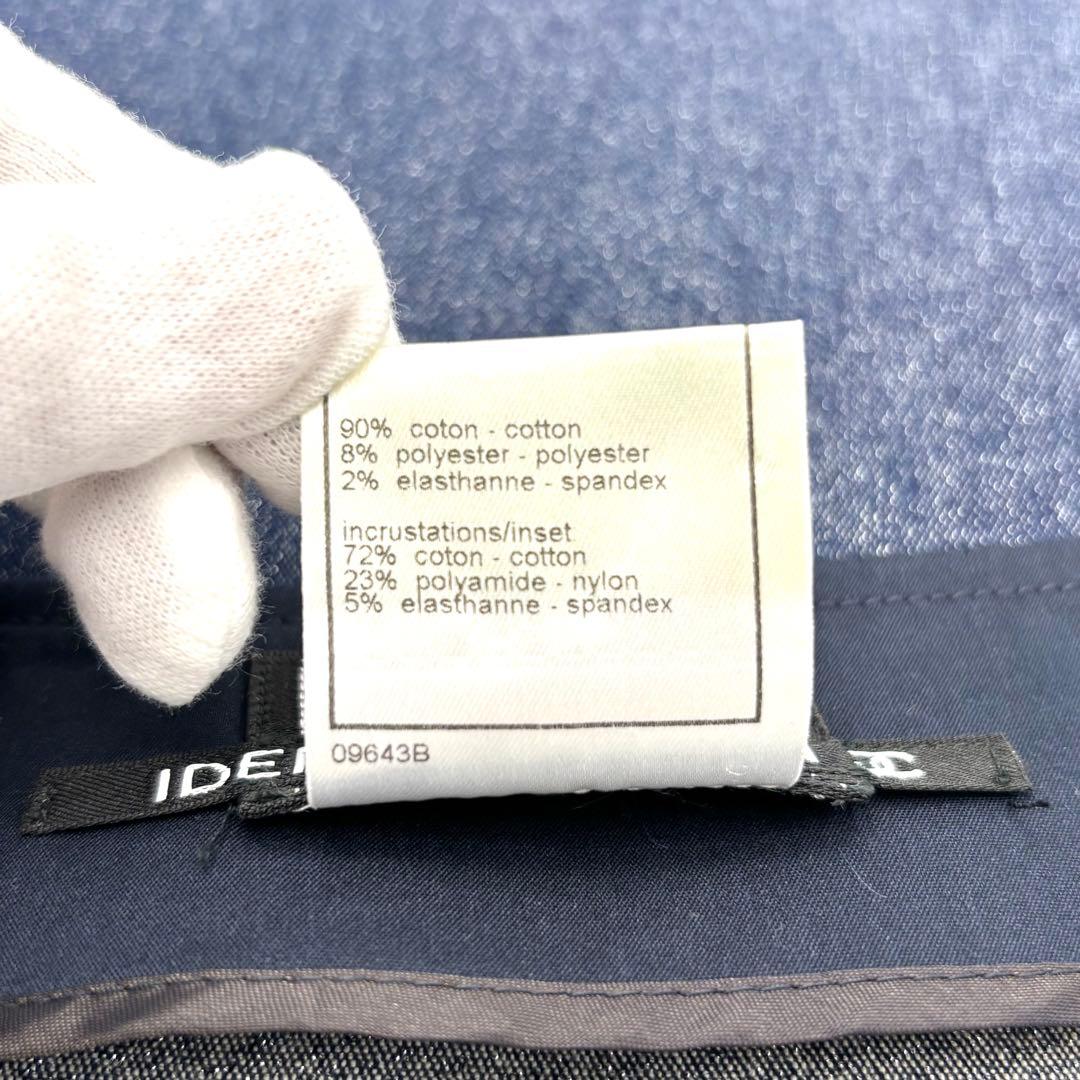 90% coton - cotton
8% polyester - polyester
2% elasthanne - spandex
incrustations/inset
72% coton - cotton
23% polyamide - nylon
5% elasthanne - spandex
09643B